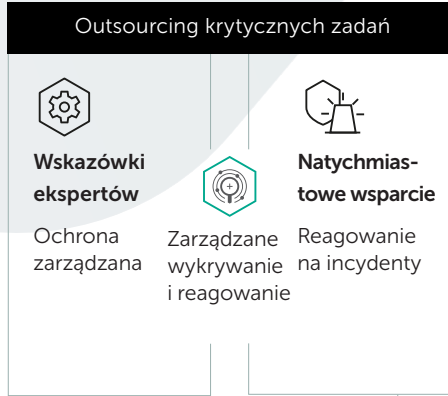 Outsourcing krytycznych zadań
Wskazówki
ekspertów
Ochrona
zarządzana
Zarządzane
wykrywanie
i reagowanie
Natychmias-
towe wsparcie
Reagowanie
na incydenty